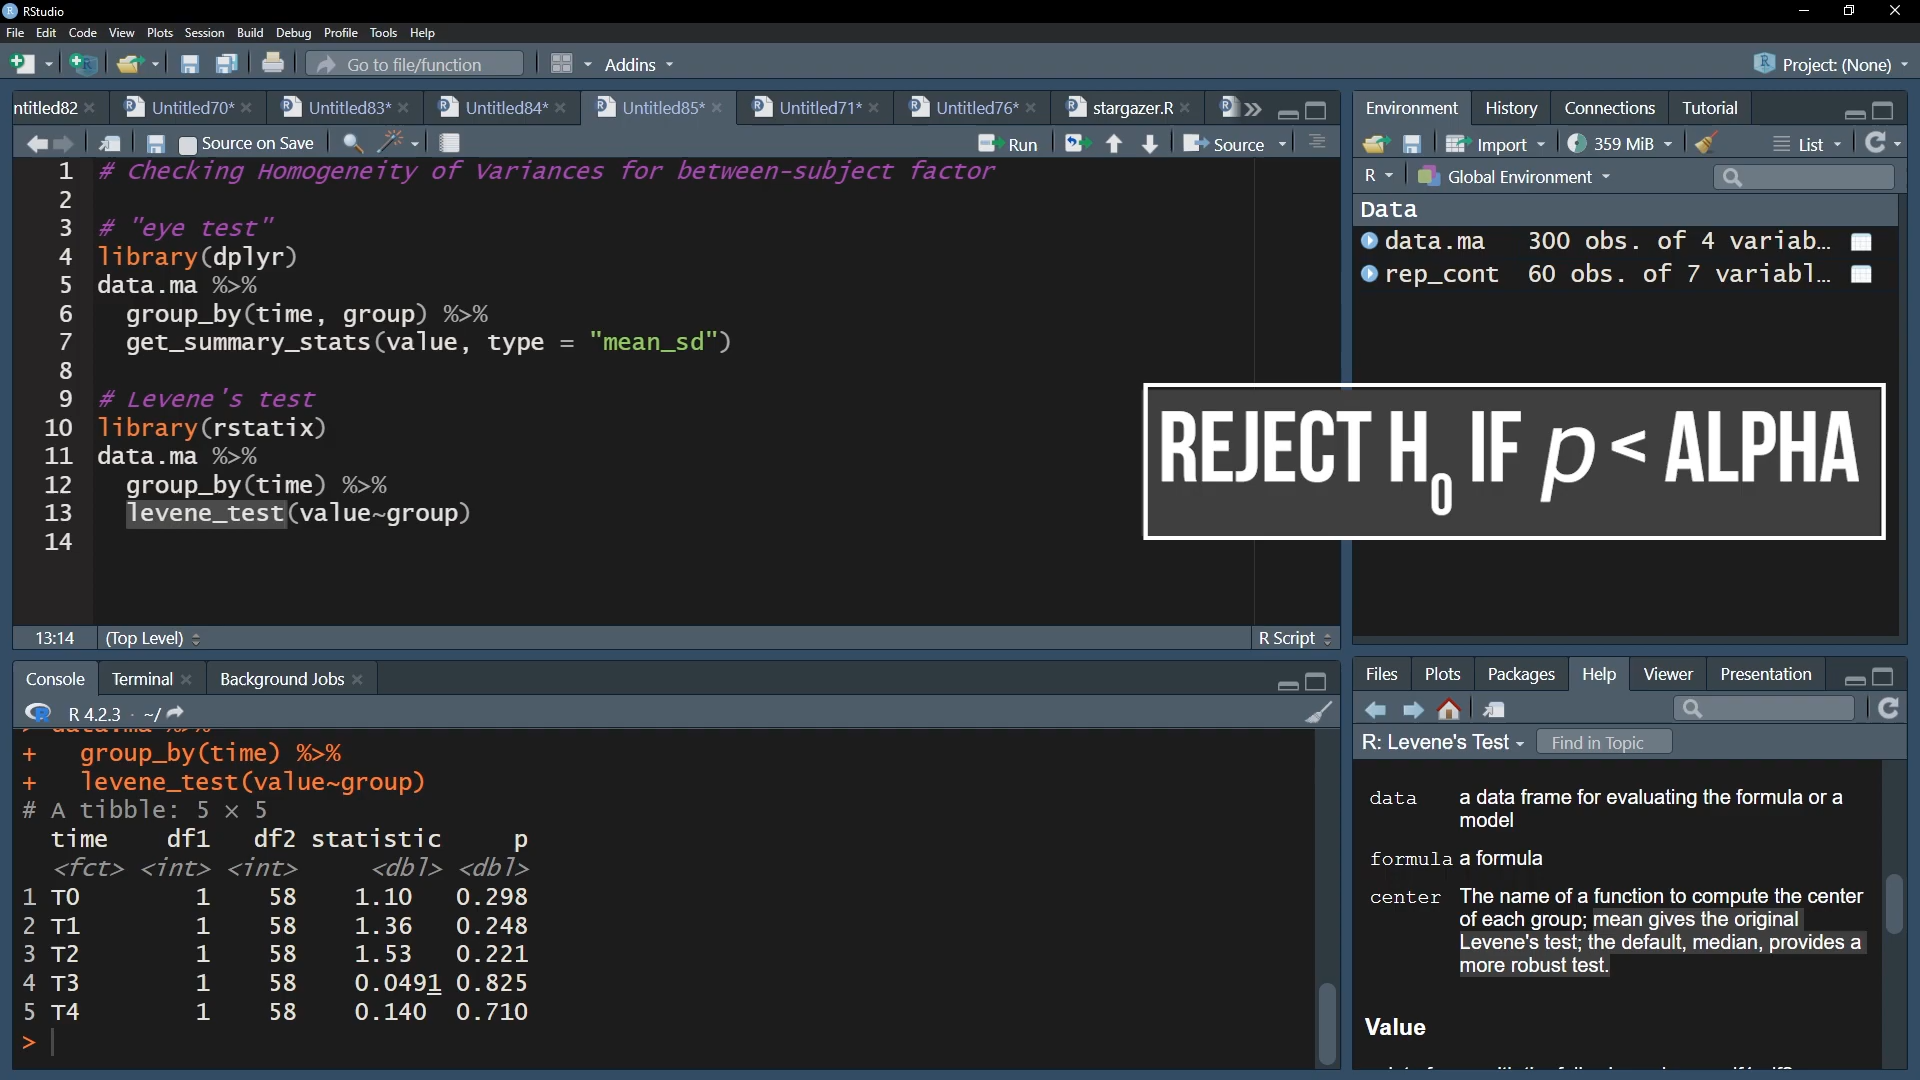 RStudio
File Edit Code View Plots Session Build Debug Profile Tools Help
Go to file/function Addins Project: (None)
ntitled82 Untitled70* Untitled83* Untitled84* Untitled85* Untitled71* Untitled76* stargazer.R
Source on Save Run Source
1 # Checking Homogeneity of Variances for between-subject factor
2
3 # "eye test"
4 library(dplyr)
5 data.ma %>%
6 group_by(time, group) %>%
7 get_summary_stats(value, type = "mean_sd")
8
9 # Levene's test
10 library(rstatix)
11 data.ma %>%
12 group_by(time) %>%
13 levene_test(value~group)
14
13:14 (Top Level) R Script
Environment History Connections Tutorial
Import 359 MiB List
R Global Environment
Data
data.ma 300 obs. of 4 variab…
rep_cont 60 obs. of 7 variabl…
REJECT H0 IF p < ALPHA
Console Terminal Background Jobs
R 4.2.3 · ~/
+ group_by(time) %>%
+ levene_test(value~group)
# A tibble: 5 × 5
time df1 df2 statistic p
<fct> <int> <int> <dbl> <dbl>
1 T0 1 58 1.10 0.298
2 T1 1 58 1.36 0.248
3 T2 1 58 1.53 0.221
4 T3 1 58 0.0491 0.825
5 T4 1 58 0.140 0.710
>
Files Plots Packages Help Viewer Presentation
R: Levene's Test Find in Topic
data a data frame for evaluating the formula or a
model
formula a formula
center The name of a function to compute the center
of each group; mean gives the original
Levene's test; the default, median, provides a
more robust test.
Value